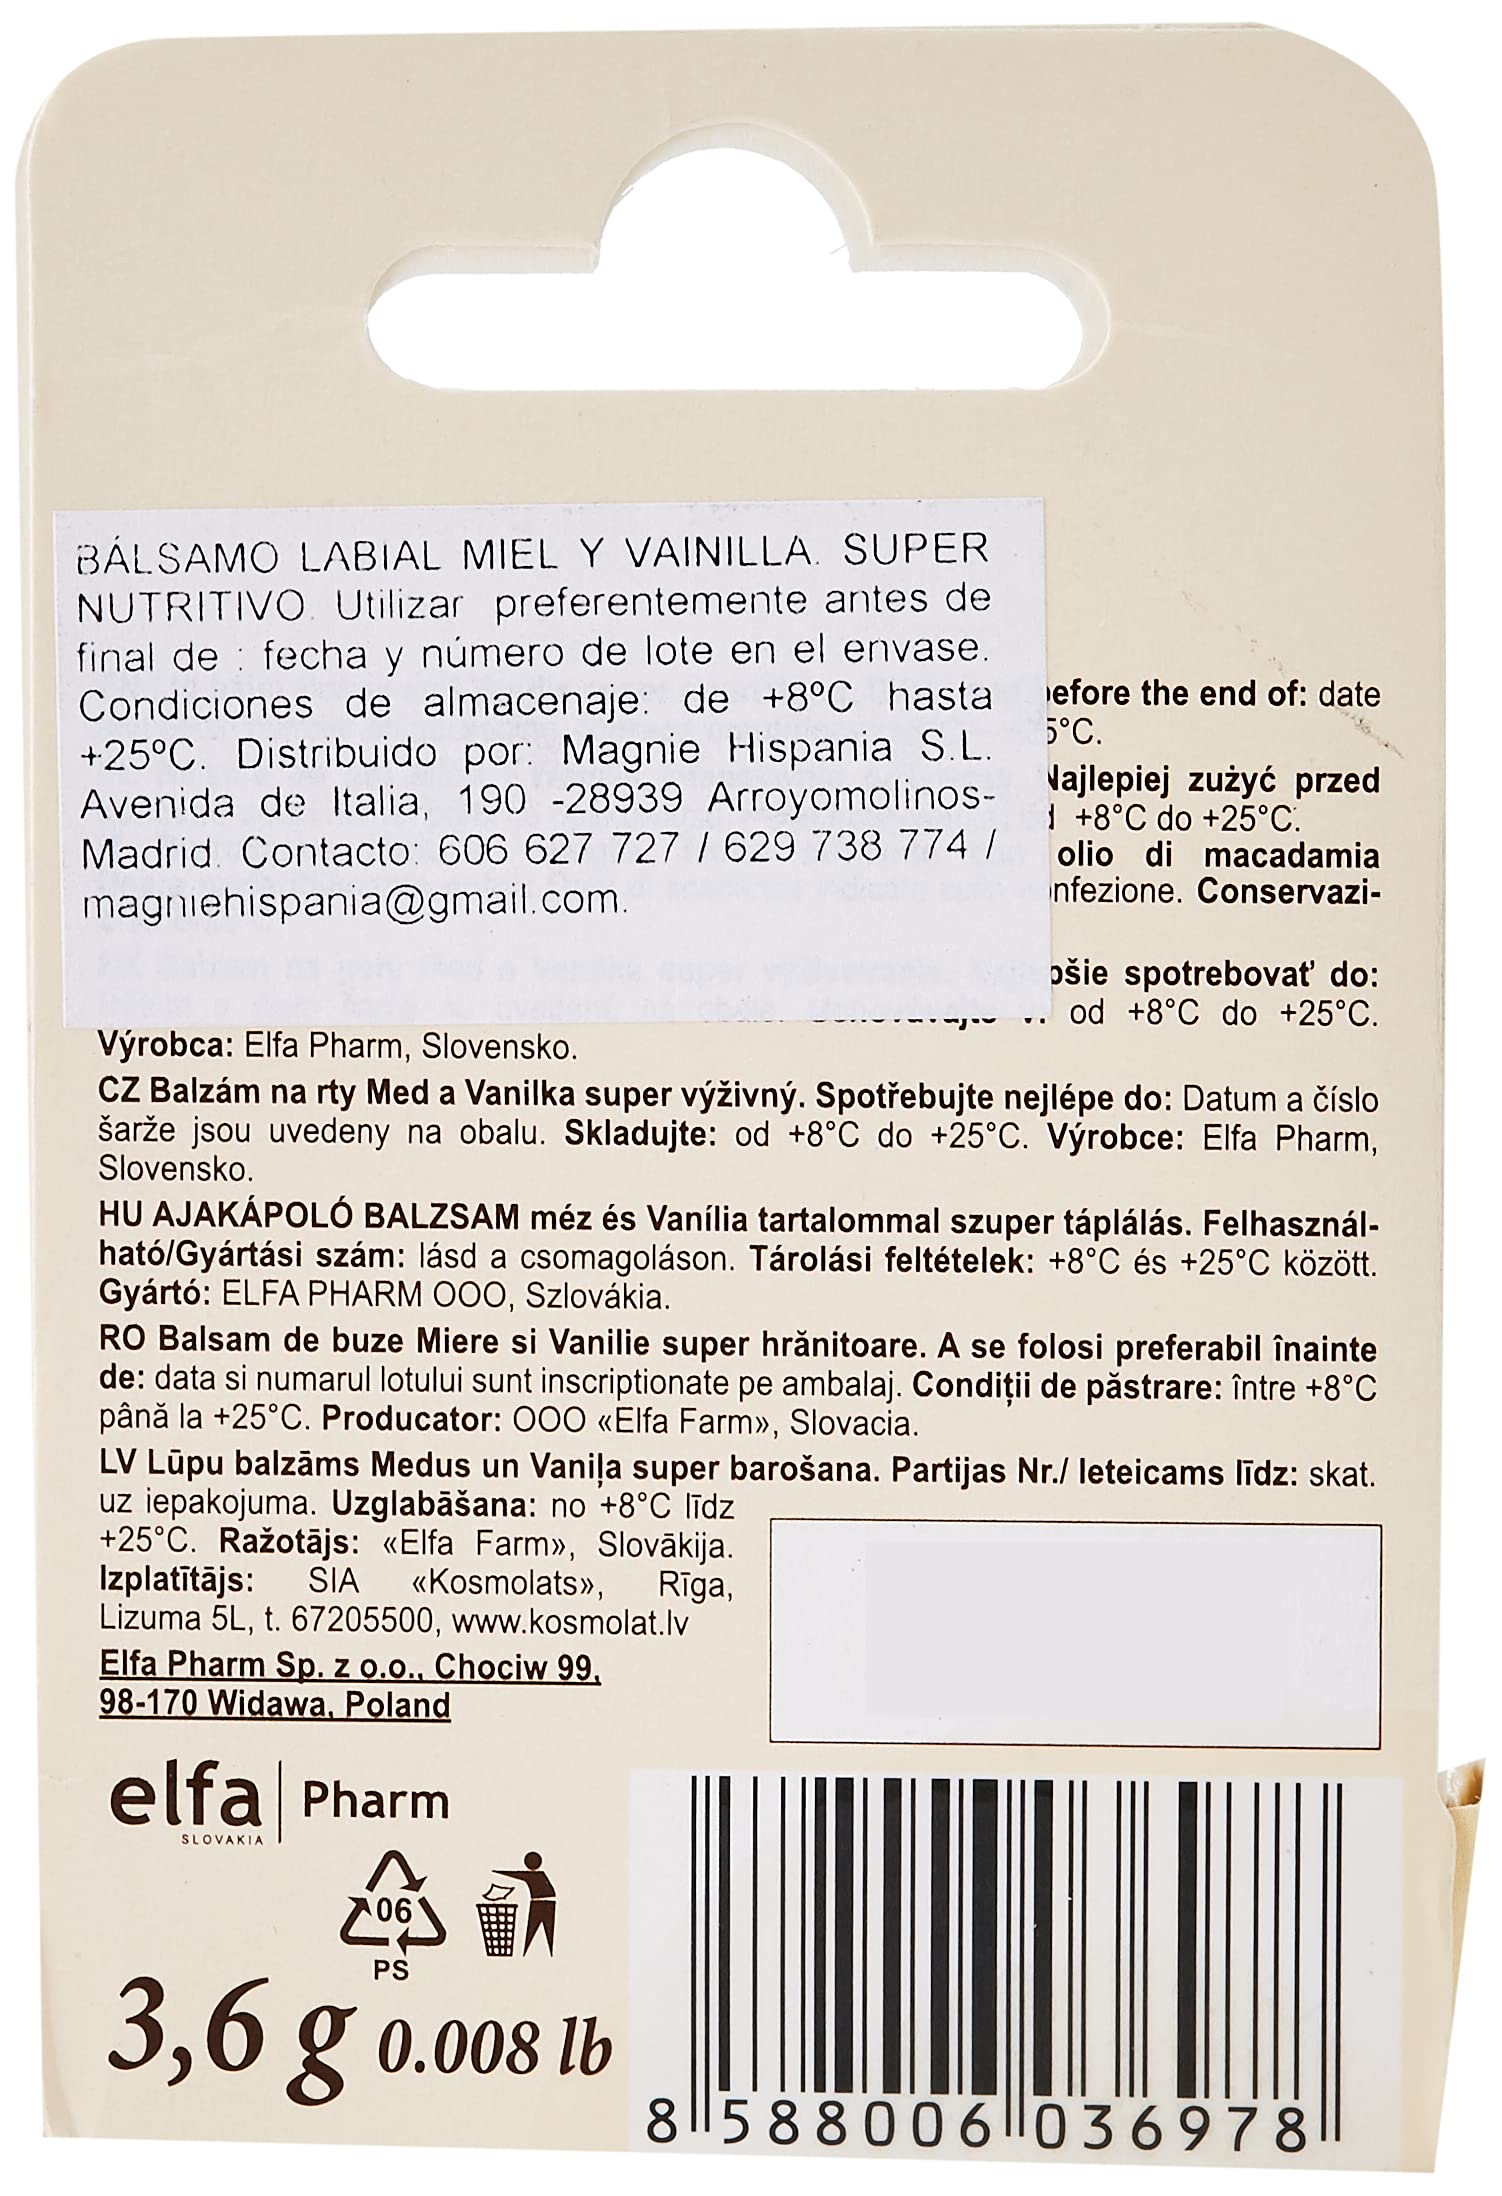 BÁLSAMO LABIAL MIEL Y VAINILLA. SUPER
NUTRITIVO. Utilizar preferentemente antes de
final de : fecha y número de lote en el envase.
Condiciones de almacenaje: de +8ºC hasta
+25ºC. Distribuido por: Magnie Hispania S.L.
Avenida de Italia, 190 -28939 Arroyomolinos-
Madrid. Contacto: 606 627 727 / 629 738 774 /
magniehispania@gmail.com.
before the end of: date
5°C.
Najlepiej zużyć przed
+8°C do +25°C.
olio di macadamia
nfezione. Conservazi-
pšie spotrebovať do:
od +8°C do +25°C.
Výrobca: Elfa Pharm, Slovensko.
CZ Balzám na rty Med a Vanilka super výživný. Spotřebujte nejlépe do: Datum a číslo
šarže jsou uvedeny na obalu. Skladujte: od +8°C do +25°C. Výrobce: Elfa Pharm,
Slovensko.
HU AJAKÁPOLÓ BALZSAM méz és Vanília tartalommal szuper táplálás. Felhasznál-
ható/Gyártási szám: lásd a csomagoláson. Tárolási feltételek: +8°C és +25°C között.
Gyártó: ELFA PHARM OOO, Szlovákia.
RO Balsam de buze Miere si Vanilie super hrănitoare. A se folosi preferabil înainte
de: data si numarul lotului sunt inscriptionate pe ambalaj. Condiții de păstrare: între +8°C
până la +25°C. Producator: OOO «Elfa Farm», Slovacia.
LV Lūpu balzāms Medus un Vaniļa super barošana. Partijas Nr./ Ieteicams līdz: skat.
uz iepakojuma. Uzglabāšana: no +8°C līdz
+25°C. Ražotājs: «Elfa Farm», Slovākija.
Izplatītājs: SIA «Kosmolats», Rīga,
Lizuma 5L, t. 67205500, www.kosmolat.lv
Elfa Pharm Sp. z o.o., Chociw 99,
98-170 Widawa, Poland
elfa Pharm
SLOVAKIA
06
PS
3,6 g 0.008 lb
8 588006 036978